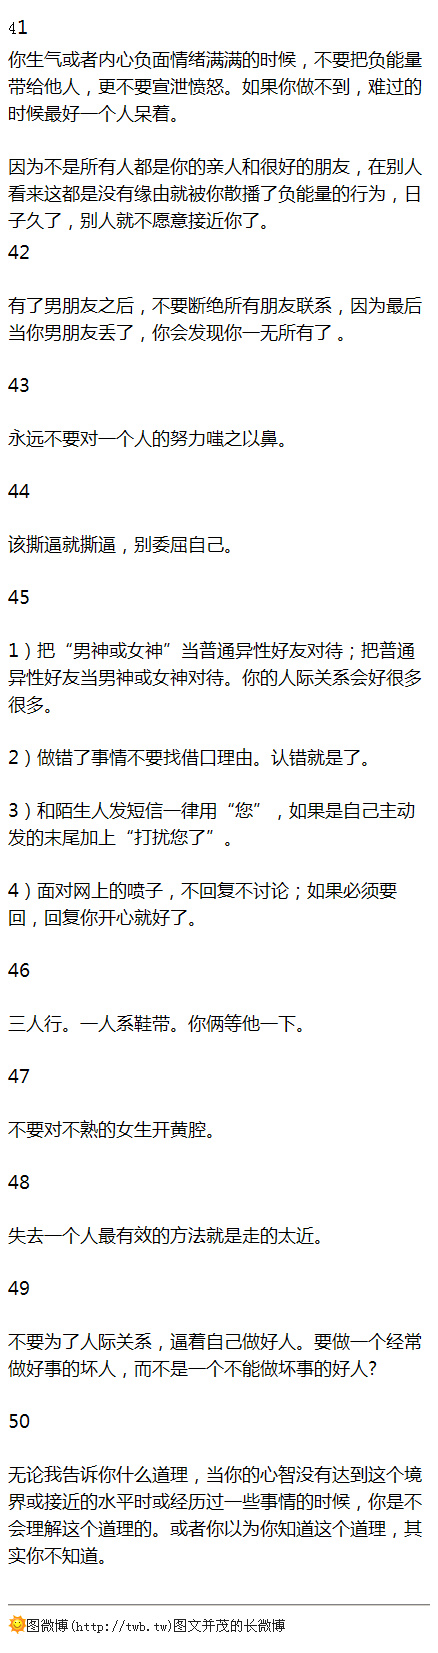 41
你生气或者内心负面情绪满满的时候，不要把负能量
带给他人，更不要宣泄愤怒。如果你做不到，难过的
时候最好一个人呆着。
因为不是所有人都是你的亲人和很好的朋友，在别人
看来这都是没有缘由就被你散播了负能量的行为，日
子久了，别人就不愿意接近你了。
42
有了男朋友之后，不要断绝所有朋友联系，因为最后
当你男朋友丢了，你会发现你一无所有了 。
43
永远不要对一个人的努力嗤之以鼻。
44
该撕逼就撕逼，别委屈自己。
45
1）把“男神或女神”当普通异性好友对待；把普通
异性好友当男神或女神对待。你的人际关系会好很多
很多。
2）做错了事情不要找借口理由。认错就是了。
3）和陌生人发短信一律用“您”，如果是自己主动
发的末尾加上“打扰您了”。
4）面对网上的喷子，不回复不讨论；如果必须要
回，回复你开心就好了。
46
三人行。一人系鞋带。你俩等他一下。
47
不要对不熟的女生开黄腔。
48
失去一个人最有效的方法就是走的太近。
49
不要为了人际关系，逼着自己做好人。要做一个经常
做好事的坏人，而不是一个不能做坏事的好人?
50
无论我告诉你什么道理，当你的心智没有达到这个境
界或接近的水平时或经历过一些事情的时候，你是不
会理解这个道理的。或者你以为你知道这个道理，其
实你不知道。
图微博(http://twb.tw)图文并茂的长微博